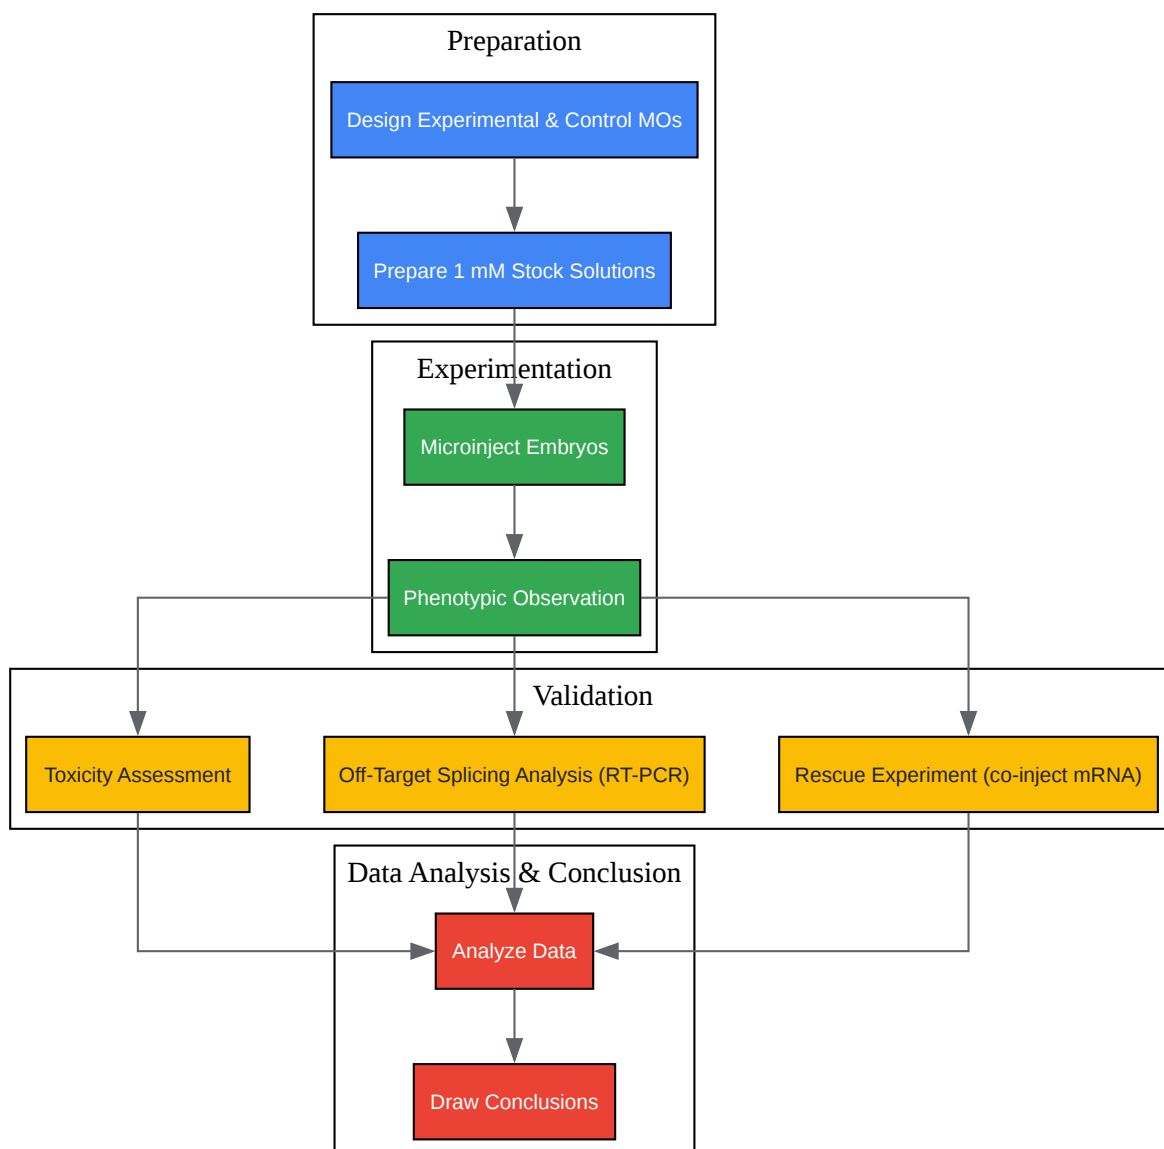 Preparation
Design Experimental & Control MOs
Prepare 1 mM Stock Solutions
Experimentation
Microinject Embryos
Phenotypic Observation
Validation
Toxicity Assessment
Off-Target Splicing Analysis (RT-PCR)
Rescue Experiment (co-inject mRNA)
Data Analysis & Conclusion
Analyze Data
Draw Conclusions